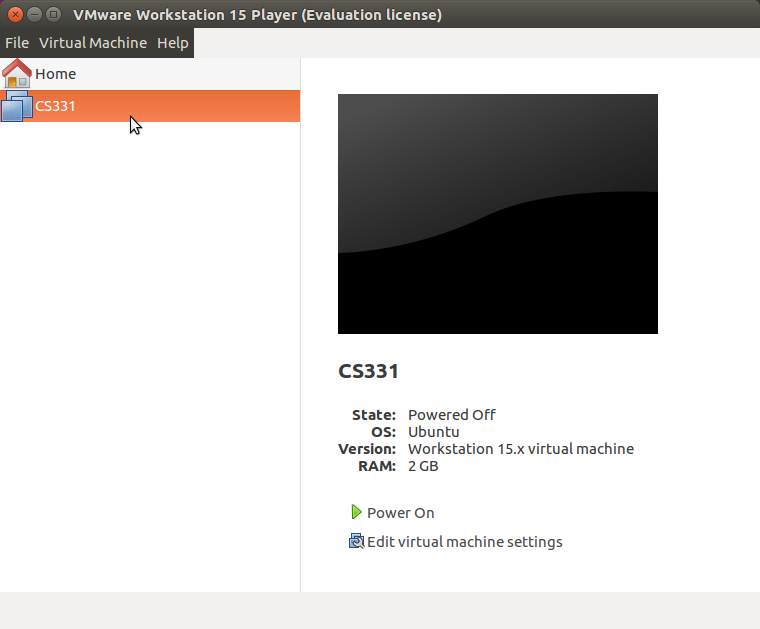 VMware Workstation 15 Player (Evaluation license)
File Virtual Machine Help
Home
CS331
CS331
State: Powered Off
OS: Ubuntu
Version: Workstation 15.x virtual machine
RAM: 2 GB
Power On
Edit virtual machine settings